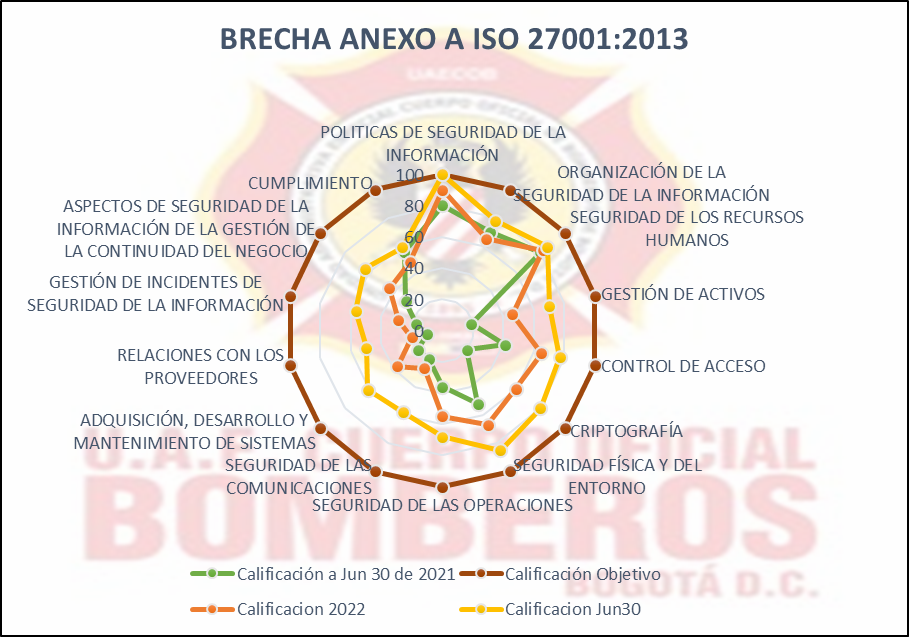 BRECHA ANEXO A ISO 27001:2013
UAECOB
POLITICAS DE SEGURIDAD DE LA
INFORMACIÓN
ORGANIZACIÓN DE LA
SEGURIDAD DE LA INFORMACIÓN
SEGURIDAD DE LOS RECURSOS
HUMANOS
GESTIÓN DE ACTIVOS
CONTROL DE ACCESO
CRIPTOGRAFÍA
SEGURIDAD FÍSICA Y DEL
ENTORNO
SEGURIDAD DE LAS OPERACIONES
SEGURIDAD DE LAS
COMUNICACIONES
ADQUISICIÓN, DESARROLLO Y
MANTENIMIENTO DE SISTEMAS
RELACIONES CON LOS
PROVEEDORES
GESTIÓN DE INCIDENTES DE
SEGURIDAD DE LA INFORMACIÓN
ASPECTOS DE SEGURIDAD DE LA
INFORMACIÓN DE LA GESTIÓN DE
LA CONTINUIDAD DEL NEGOCIO
CUMPLIMIENTO
100
80
60
40
20
0
U.A.E CUERPO OFICIAL
BOMBEROS
BOGOTÁ D.C.
Calificación a Jun 30 de 2021
Calificación Objetivo
Calificacion 2022
Calificacion Jun30